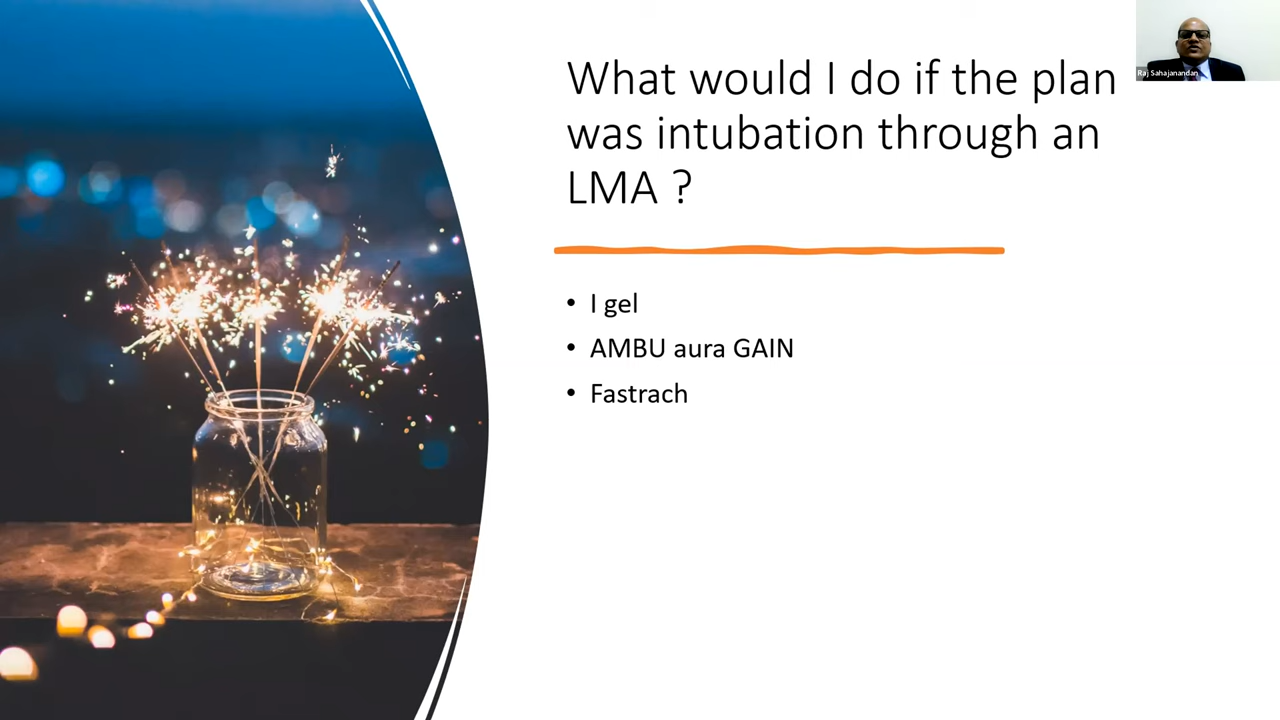 What would I do if the plan
was intubation through an
LMA ?
Raj Sahajanandan
• I gel
• AMBU aura GAIN
• Fastrach